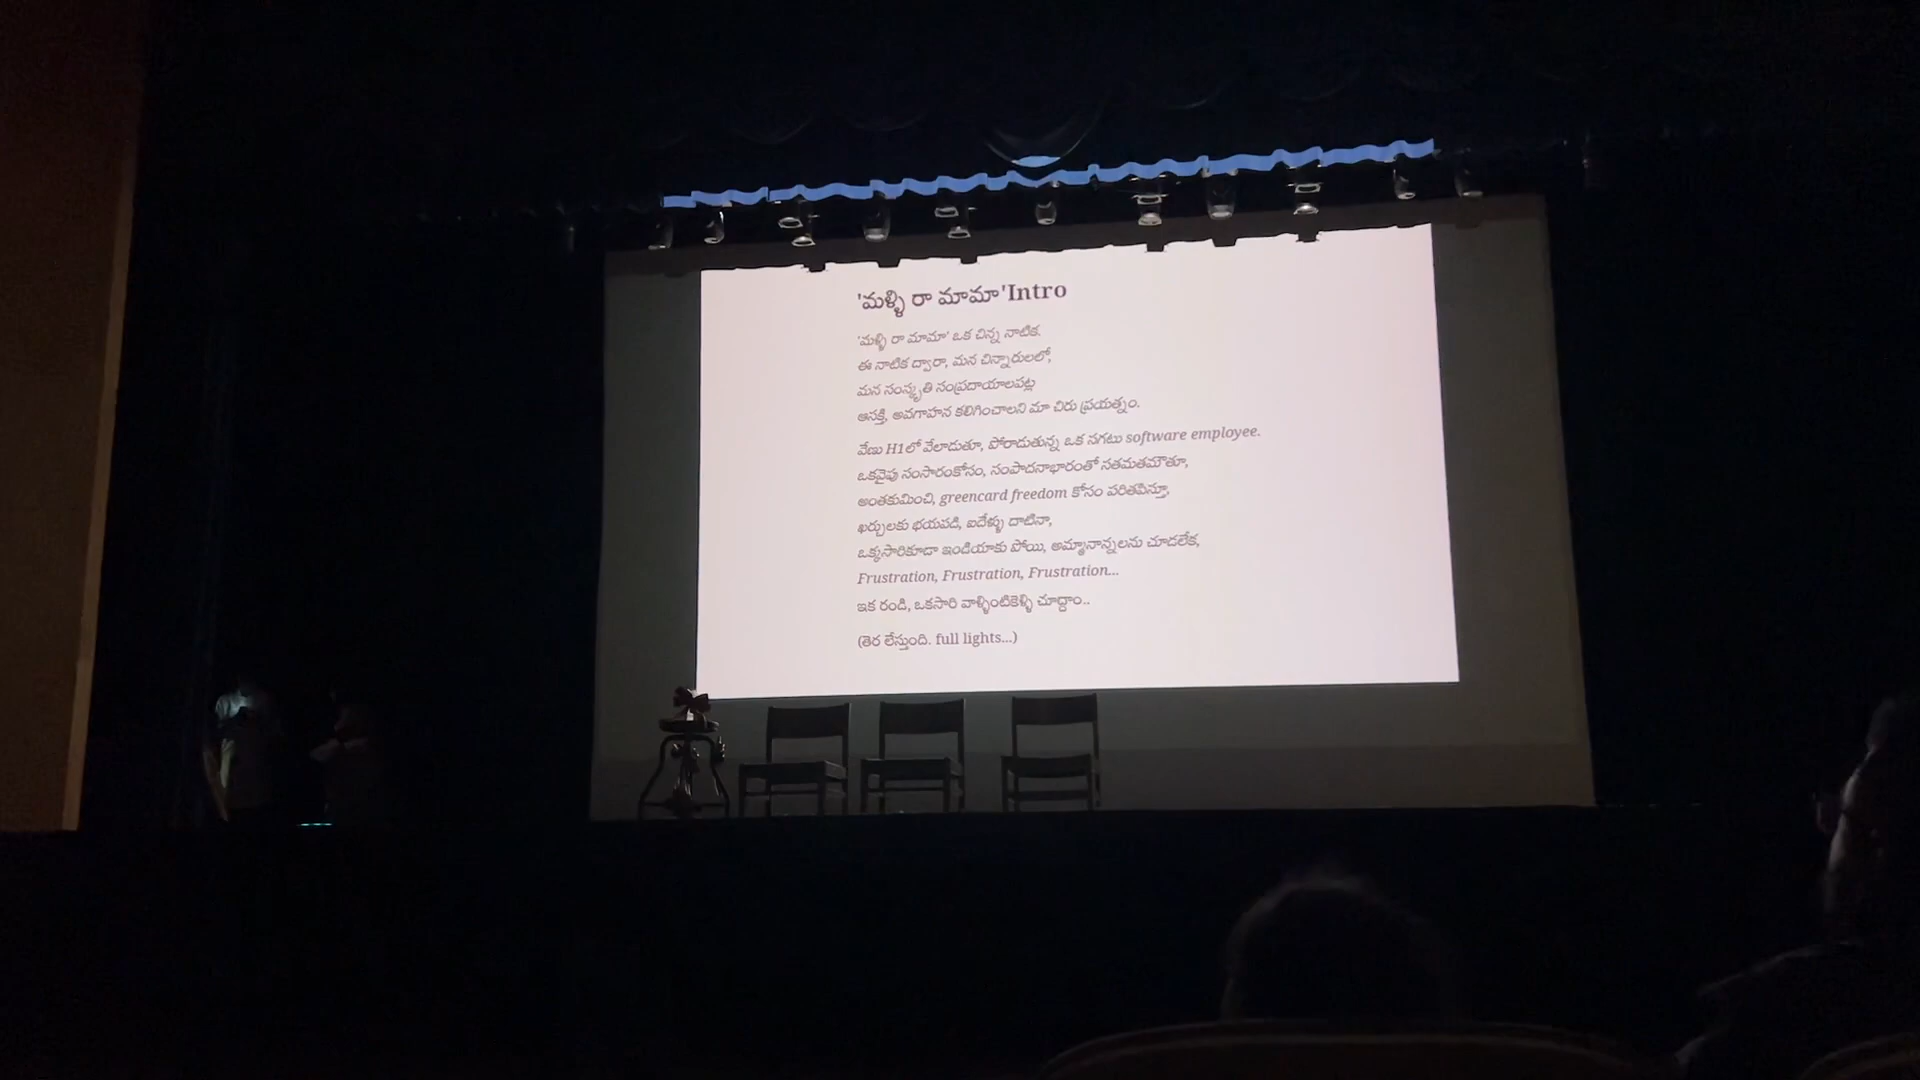 'మళ్ళి రా మామా'Intro
'మళ్ళి రా మామా' ఒక చిన్న నాటిక.
ఈ నాటిక ద్వారా, మన చిన్నారులలో,
మన సంస్కృతి సంప్రదాయాలపట్ల
ఆసక్తి, అవగాహన కలిగించాలని మా చిరు ప్రయత్నం.
వేణు H1లో వేలాడుతూ, పోరాడుతున్న ఒక సగటు software employee.
ఒకవైపు సంసారంకోసం, సంపాదనాభారంతో సతమతమౌతూ,
అంతకుమించి, greencard freedom కోసం పరితపిస్తూ,
ఖర్చులకు భయపడి, ఐదేళ్ళు దాటినా,
ఒక్కసారికూడా ఇండియాకు పోయి, అమ్మానాన్నలను చూడలేక,
Frustration, Frustration, Frustration...
ఇక రండి, ఒకసారి వాళ్ళింటికెళ్ళి చూద్దాం..
(తెర లేస్తుంది. full lights...)